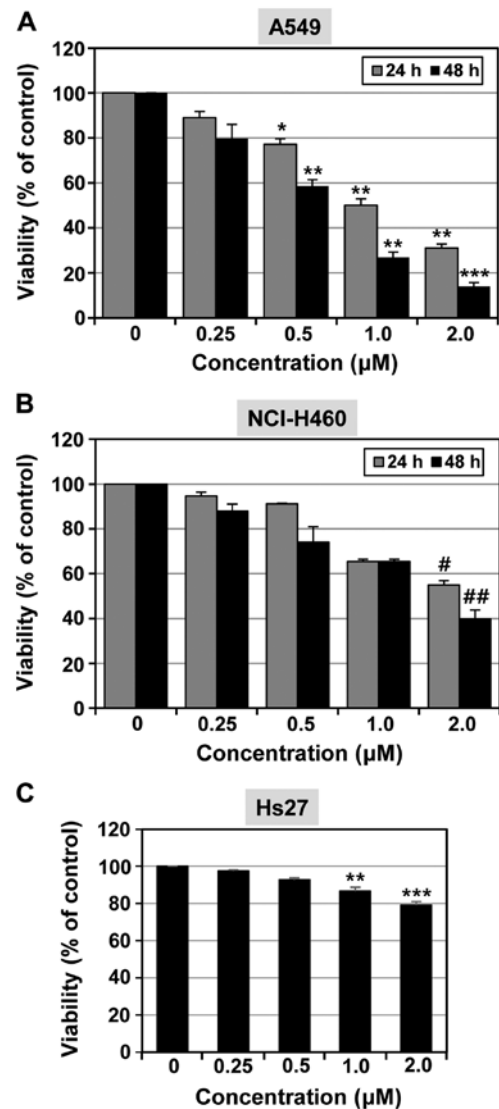 A
A549
24 h 48 h
Viability (% of control)
120
100
80
60
40
20
0
*
**
**
**
**
***
0 0.25 0.5 1.0 2.0
Concentration (µM)
B
NCI-H460
24 h 48 h
Viability (% of control)
120
100
80
60
40
20
0
#
##
0 0.25 0.5 1.0 2.0
Concentration (µM)
C
Hs27
Viability (% of control)
120
100
80
60
40
20
0
**
***
0 0.25 0.5 1.0 2.0
Concentration (µM)